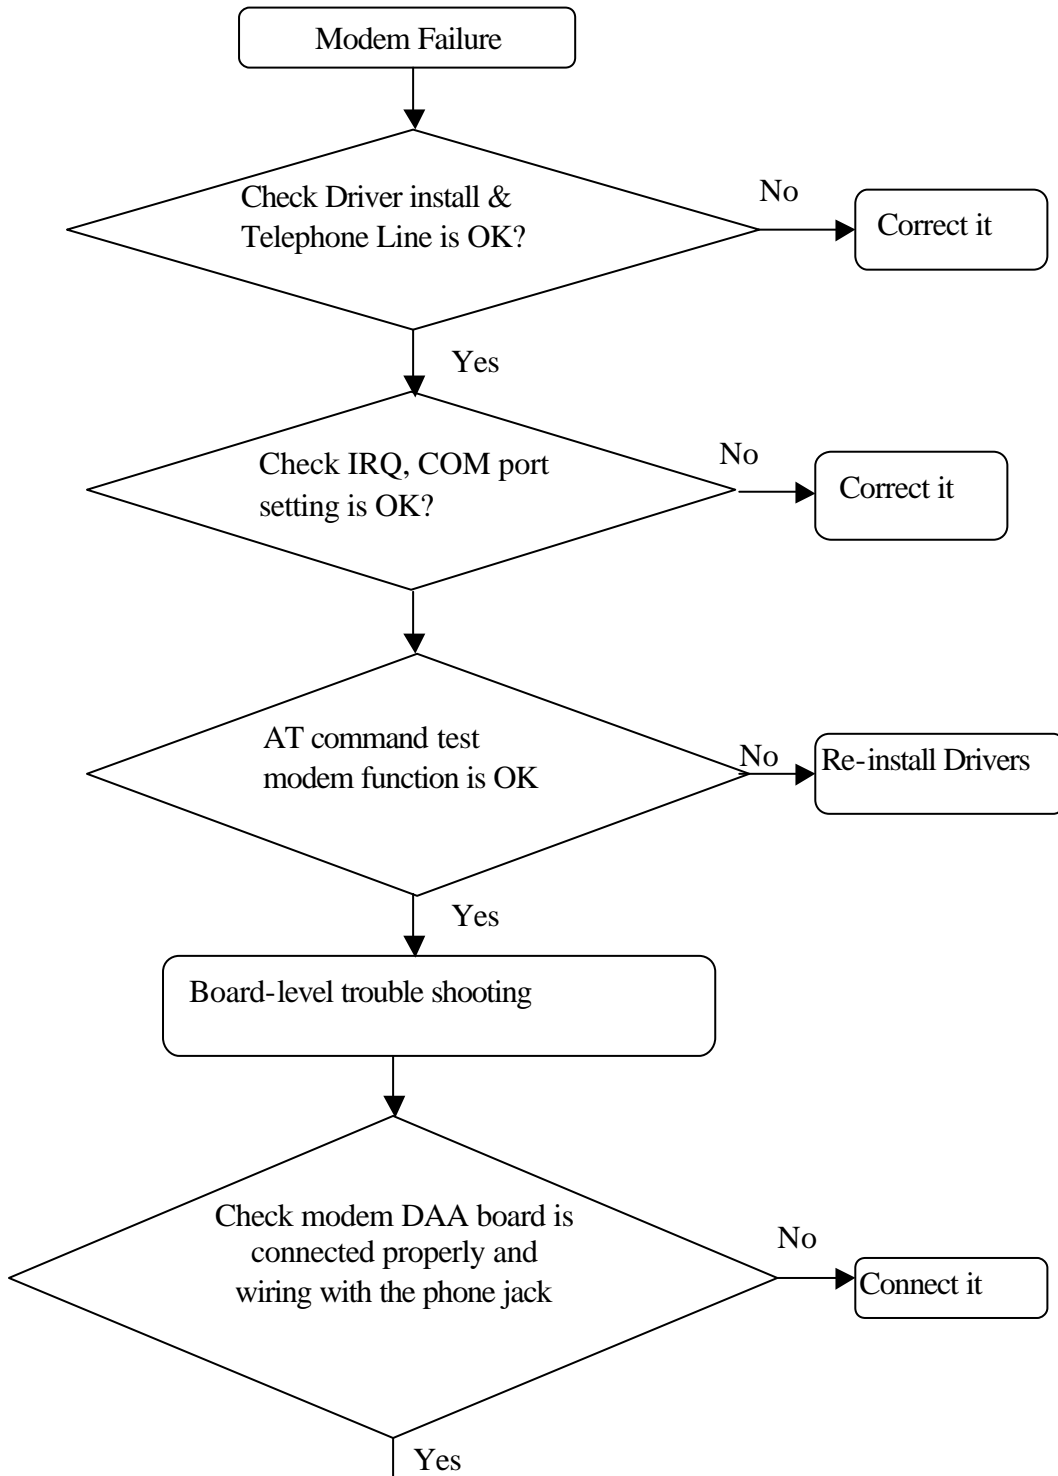 Modem Failure
Check Driver install &
Telephone Line is OK?
No
Correct it
Yes
Check IRQ, COM port
setting is OK?
No
Correct it
AT command test
modem function is OK
No
Re-install Drivers
Yes
Board-level trouble shooting
Check modem DAA board is
connected properly and
wiring with the phone jack
No
Connect it
Yes